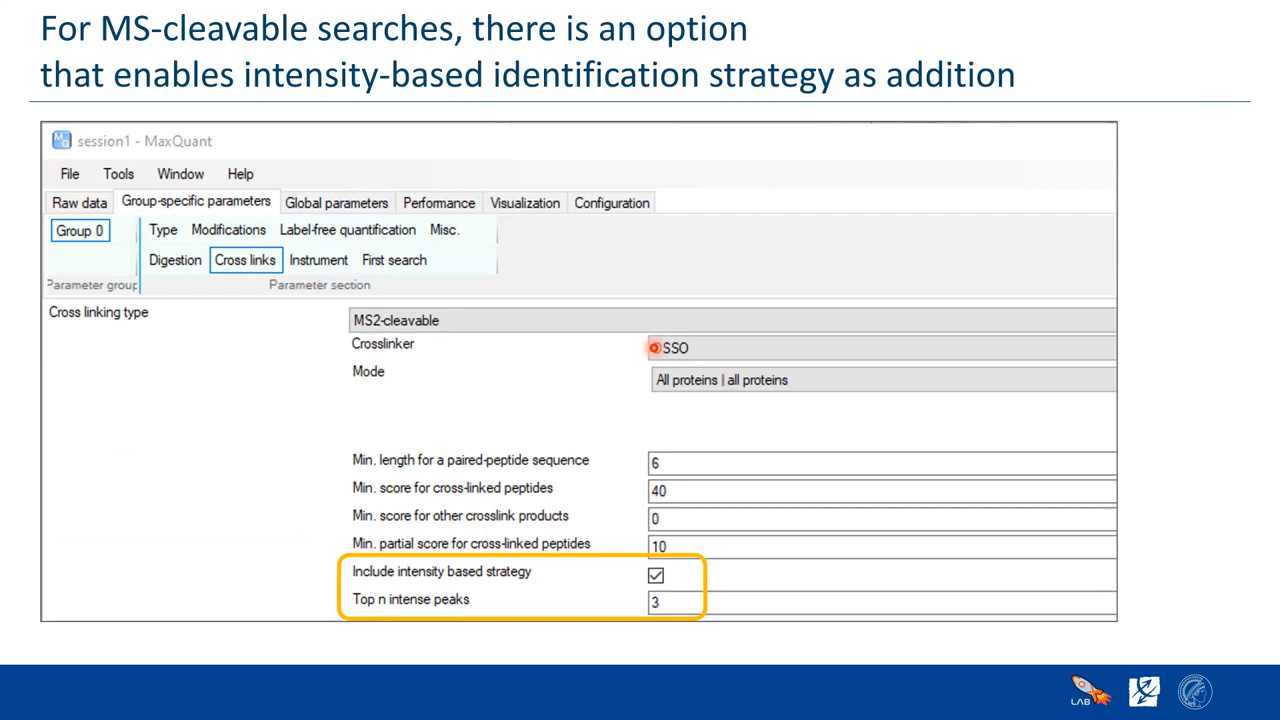 For MS-cleavable searches, there is an option
that enables intensity-based identification strategy as addition
session1 - MaxQuant
File Tools Window Help
Raw data Group-specific parameters Global parameters Performance Visualization Configuration
Group 0 Type Modifications Label-free quantification Misc.
Digestion Cross links Instrument First search
Parameter group Parameter section
Cross linking type MS2-cleavable
Crosslinker SSO
Mode All proteins | all proteins
Min. length for a paired-peptide sequence 6
Min. score for cross-linked peptides 40
Min. score for other crosslink products 0
Min. partial score for cross-linked peptides 10
Include intensity based strategy
Top n intense peaks 3
LAB